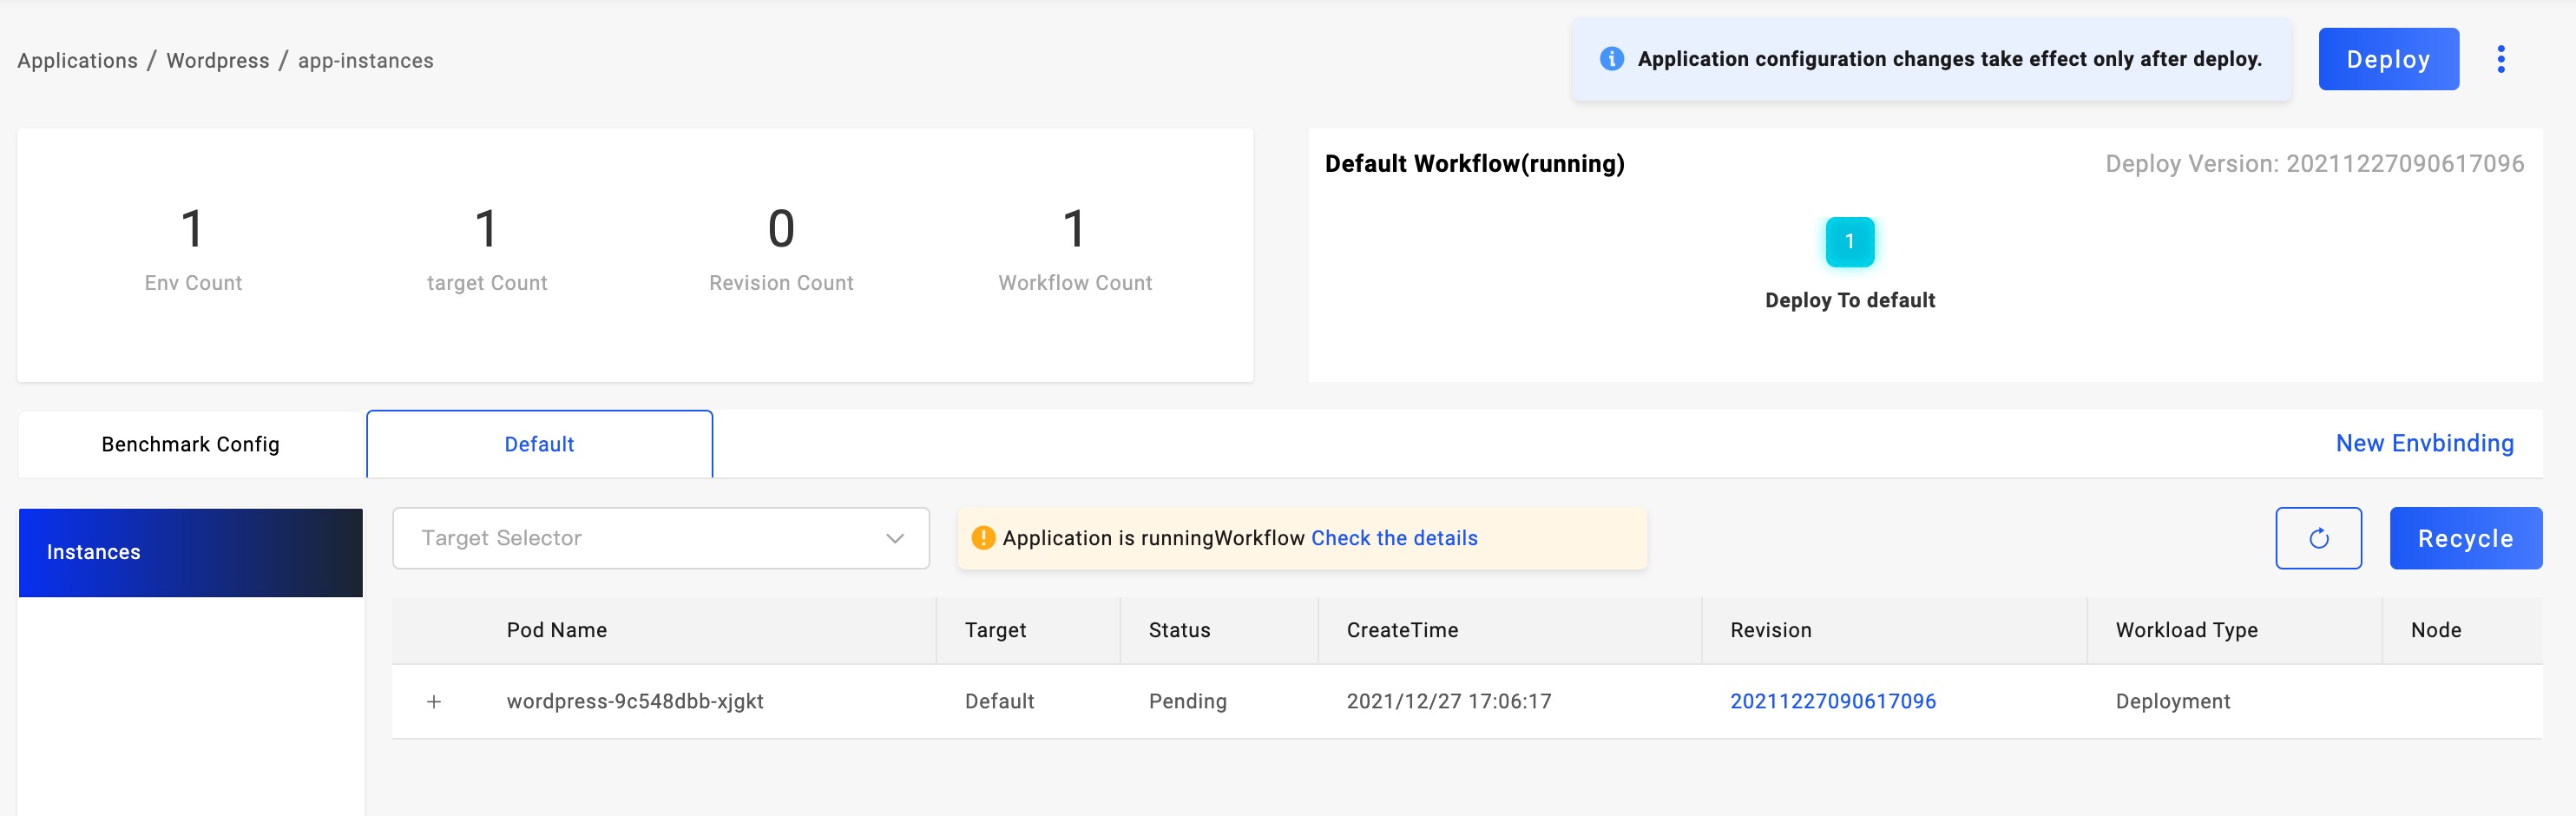 Applications / Wordpress / app-instances
Application configuration changes take effect only after deploy.
Deploy
1
Env Count
1
target Count
0
Revision Count
1
Workflow Count
Default Workflow(running)
Deploy Version: 20211227090617096
1
Deploy To default
Benchmark Config
Default
New Envbinding
Instances
Target Selector
Application is runningWorkflow Check the details
Recycle
Pod Name Target Status CreateTime Revision Workload Type Node
+ wordpress-9c548dbb-xjgkt Default Pending 2021/12/27 17:06:17 20211227090617096 Deployment